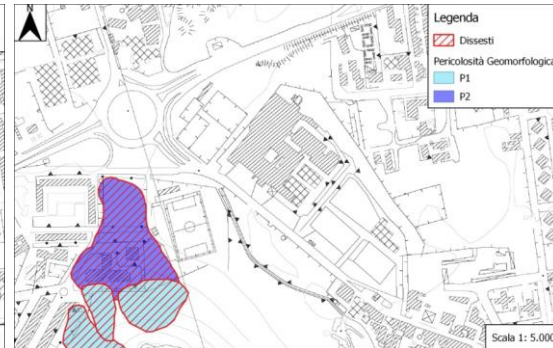 N
Legenda
Dissesti
Pericolosità Geomorfologica
P1
P2
Scala 1: 5.000